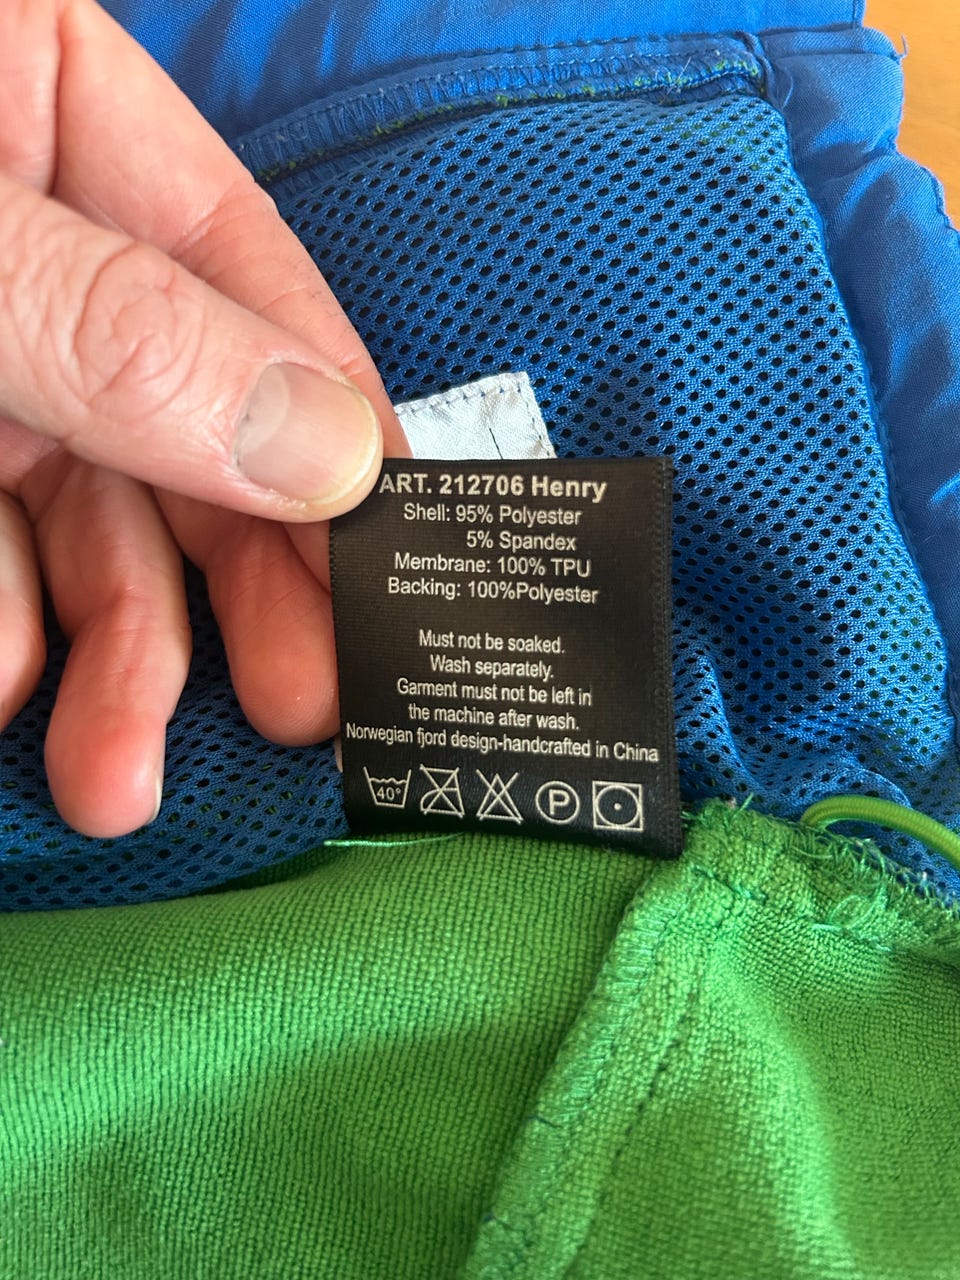 ART. 212706 Henry
Shell: 95% Polyester
5% Spandex
Membrane: 100% TPU
Backing: 100%Polyester
Must not be soaked.
Wash separately.
Garment must not be left in
the machine after wash.
Norwegian fjord design-handcrafted in China
40° P